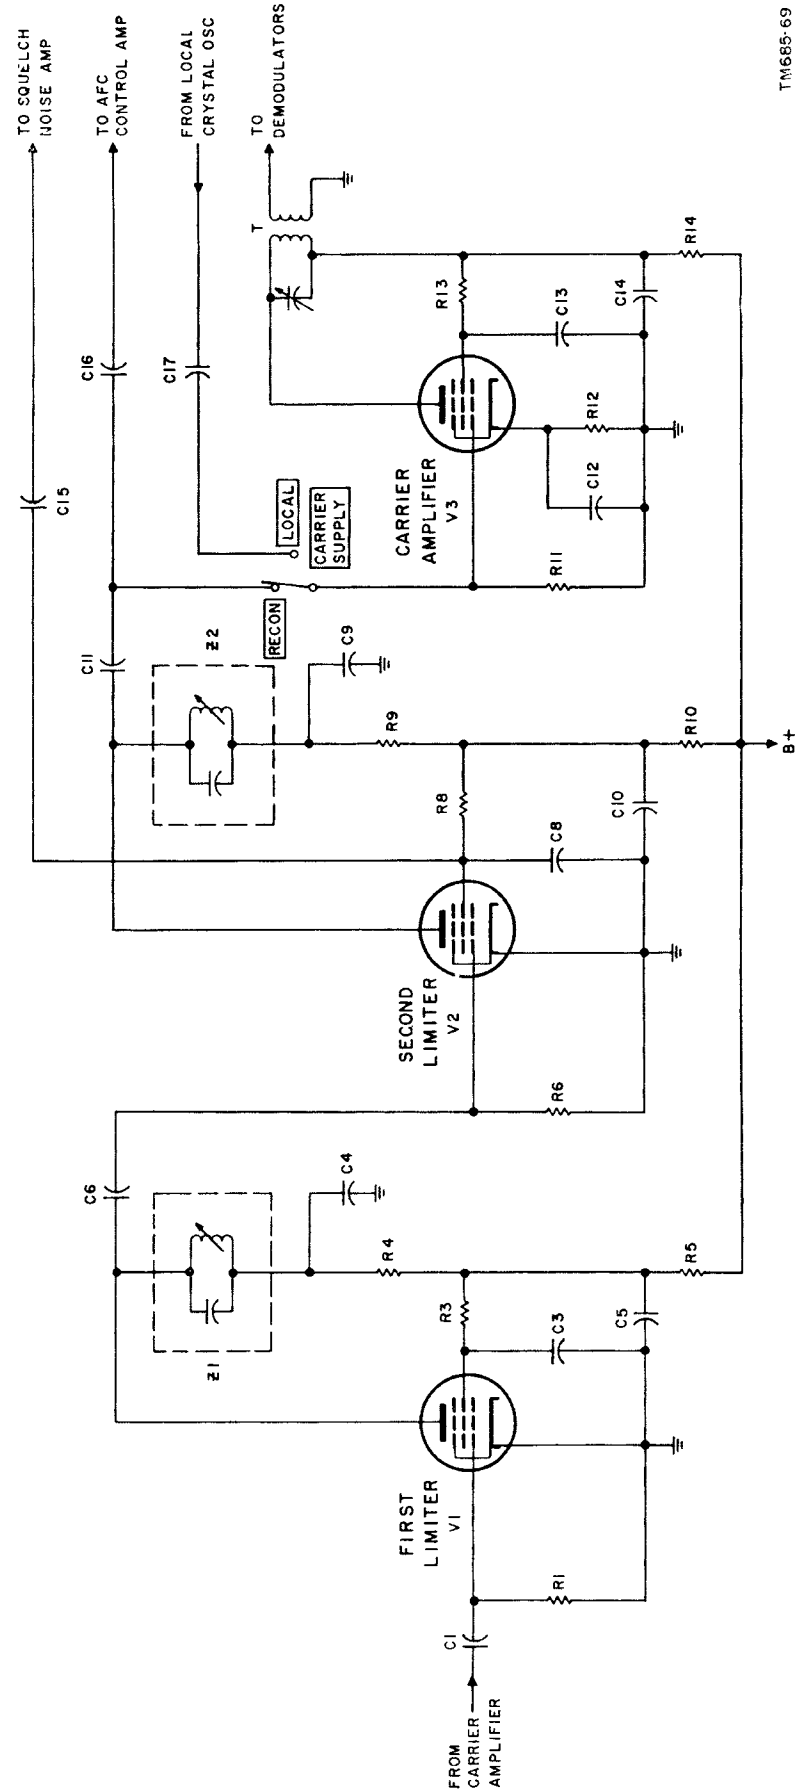 TO SQUELCH
NOISE AMP
TO AFC
CONTROL AMP
FROM LOCAL
CRYSTAL OSC
TO
DEMODULATORS
C15
C16
C17
T
LOCAL
CARRIER
SUPPLY
RECON
C11
Z2
C9
R9
R8
C8
C10
R10
B+
CARRIER
AMPLIFIER
V3
R13
C13
C14
R14
R12
C12
R11
SECOND
LIMITER
V2
R6
C6
Z1
C4
R4
R3
C3
C5
R5
FIRST
LIMITER
V1
R1
C1
FROM
CARRIER
AMPLIFIER
TM685-69